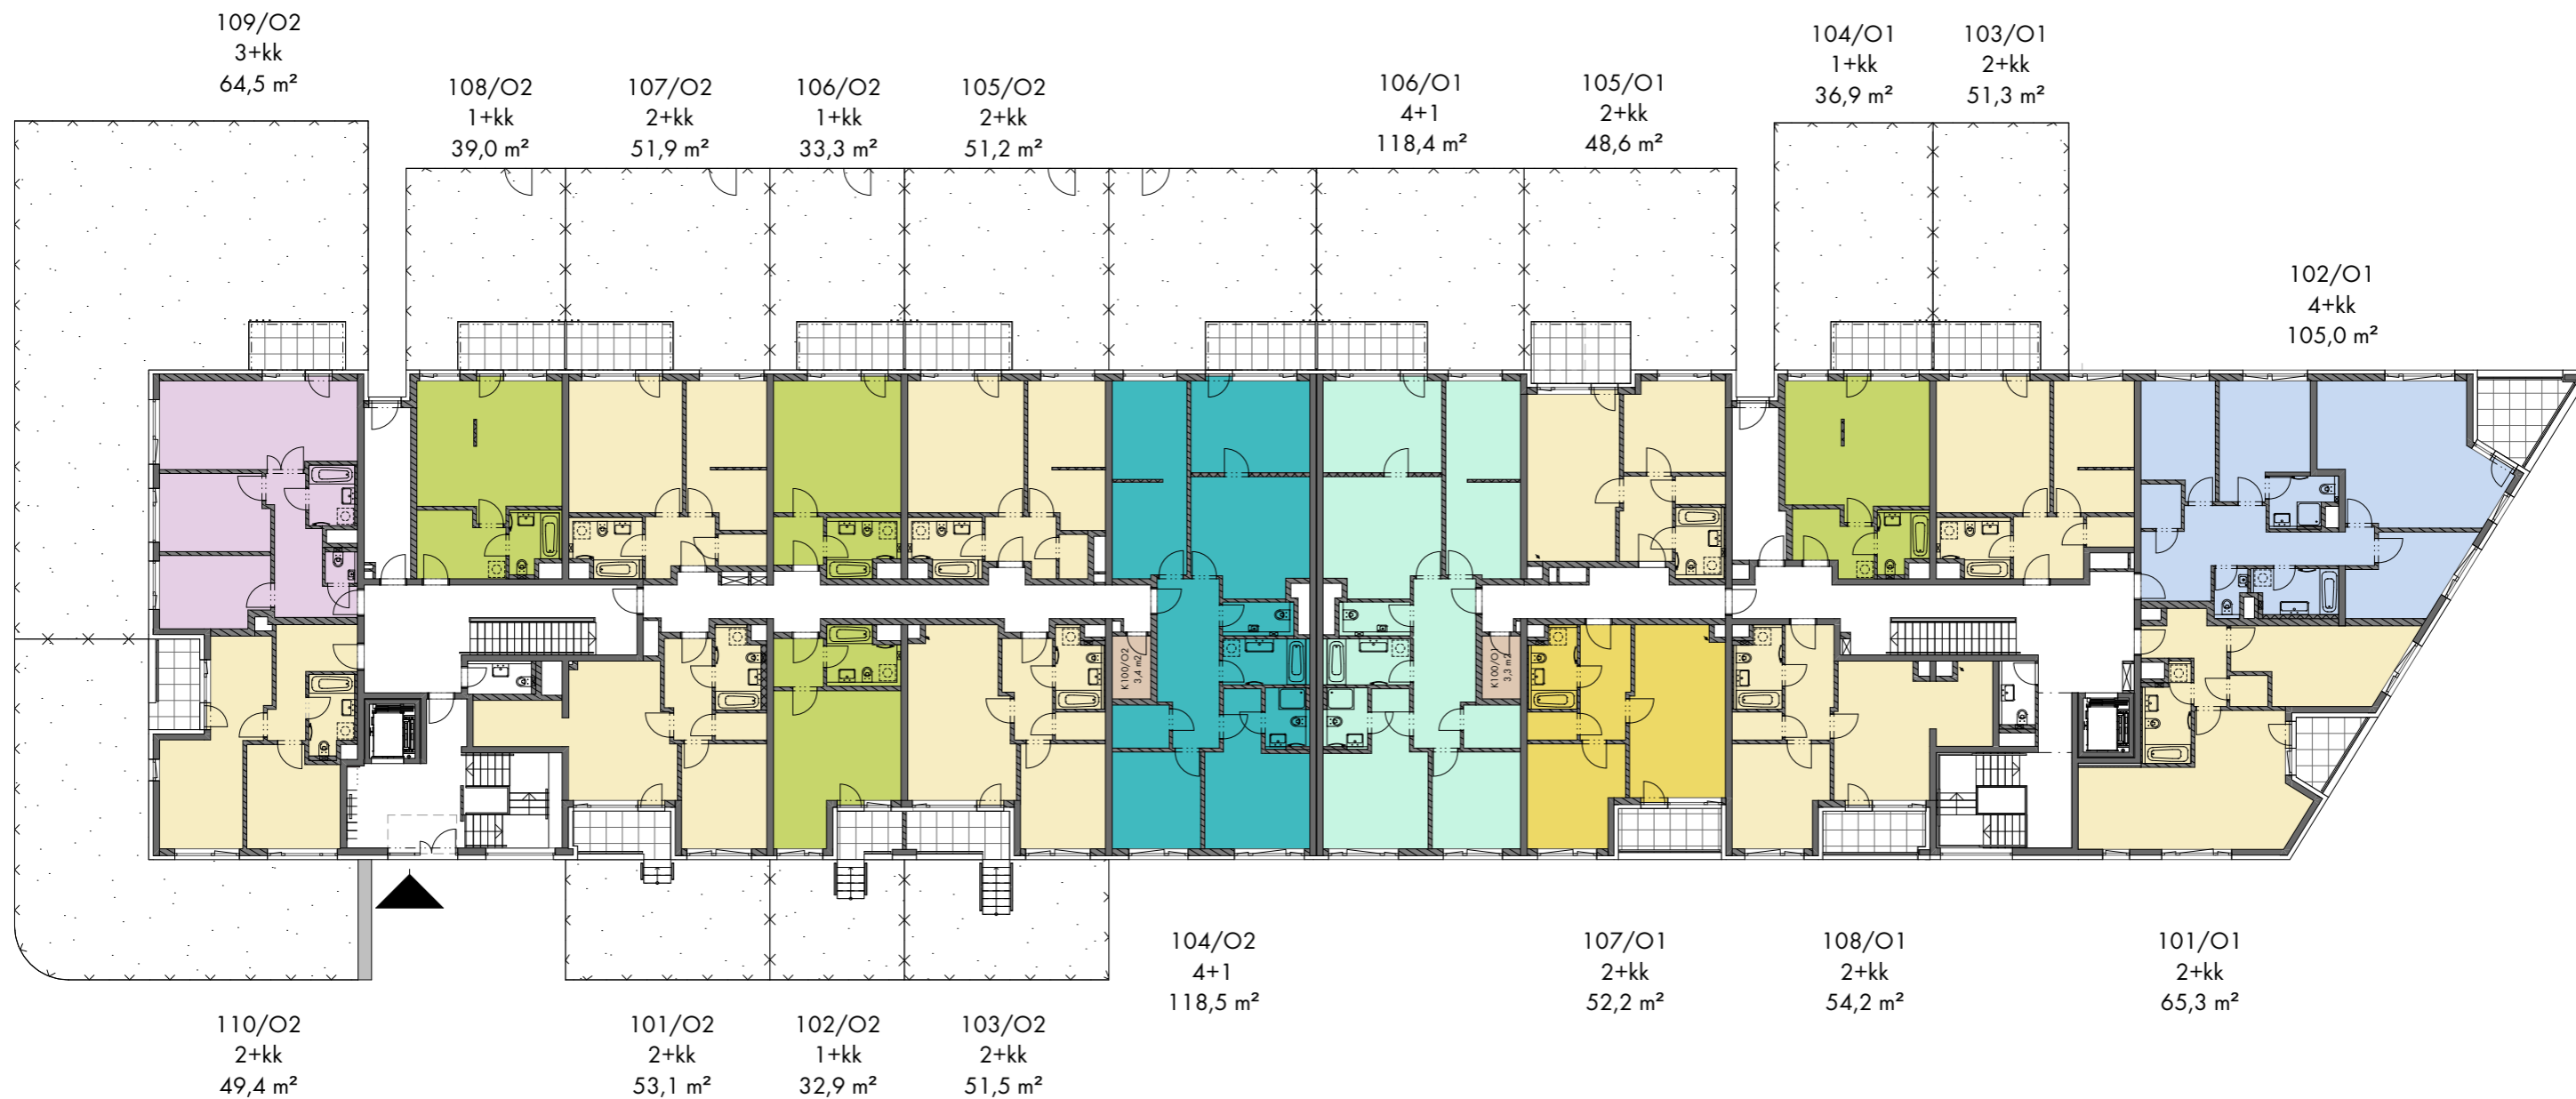 109/O2
3+kk
64,5 m²
108/O2
1+kk
39,0 m²
107/O2
2+kk
51,9 m²
106/O2
1+kk
33,3 m²
105/O2
2+kk
51,2 m²
106/O1
4+1
118,4 m²
105/O1
2+kk
48,6 m²
104/O1
1+kk
36,9 m²
103/O1
2+kk
51,3 m²
102/O1
4+kk
105,0 m²
K100/O2
3,4 m2
K100/O1
3,3 m2
110/O2
2+kk
49,4 m²
101/O2
2+kk
53,1 m²
102/O2
1+kk
32,9 m²
103/O2
2+kk
51,5 m²
104/O2
4+1
118,5 m²
107/O1
2+kk
52,2 m²
108/O1
2+kk
54,2 m²
101/O1
2+kk
65,3 m²